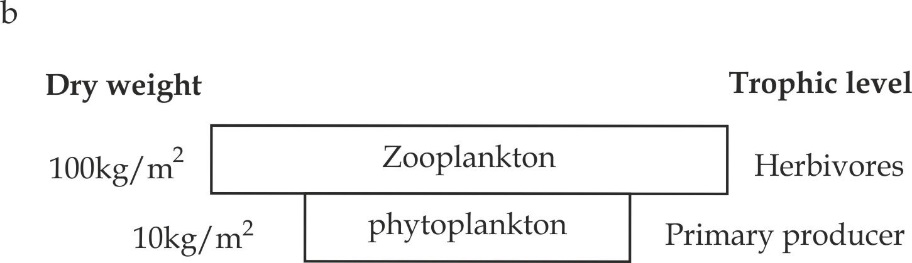 b
Dry weight Trophic level
100kg/m² Zooplankton Herbivores
10kg/m² phytoplankton Primary producer